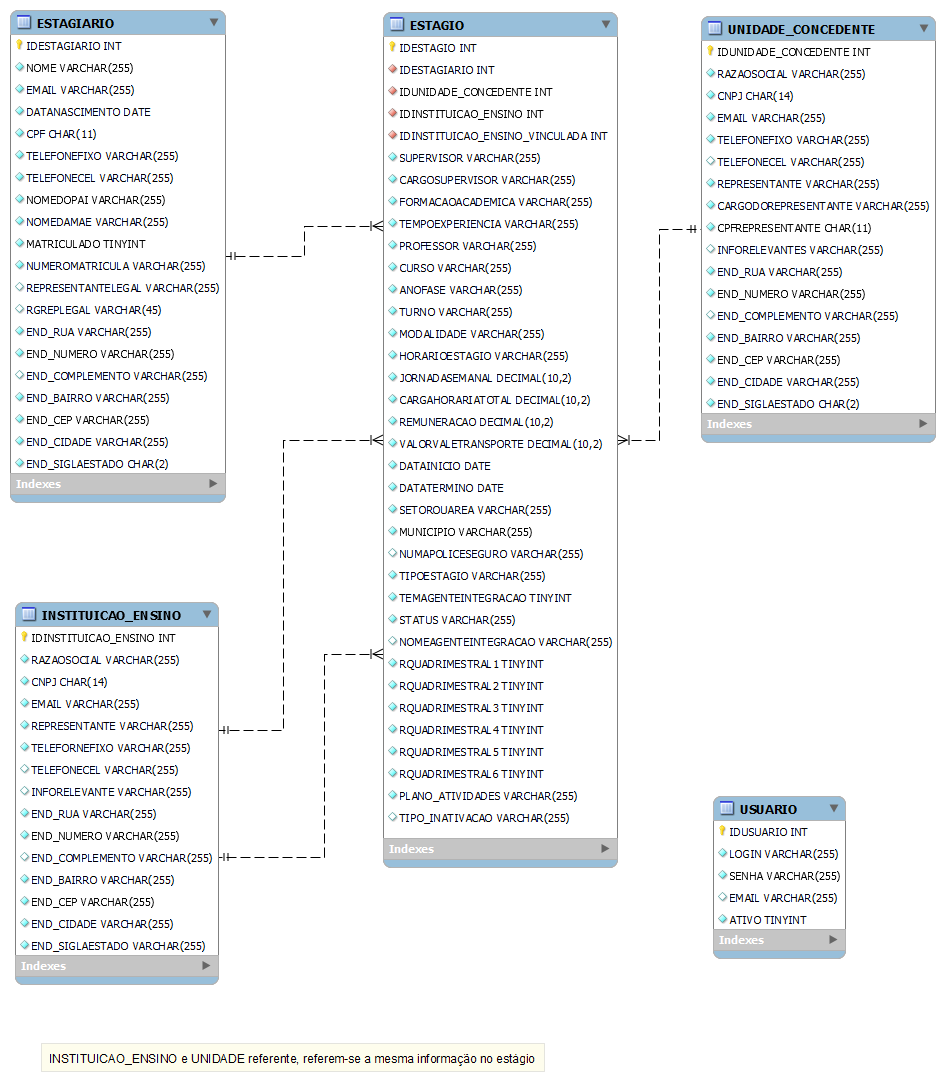 ESTAGIARIO
IDESTAGIARIO INT
NOME VARCHAR(255)
EMAIL VARCHAR(255)
DATANASCIMENTO DATE
CPF CHAR(11)
TELEFONEFIXO VARCHAR(255)
TELEFONECEL VARCHAR(255)
NOMEDOPAI VARCHAR(255)
NOMEDAMAE VARCHAR(255)
MATRICULADO TINYINT
NUMEROMATRICULA VARCHAR(255)
REPRESENTANTELEGAL VARCHAR(255)
RGREPLEGAL VARCHAR(45)
END_RUA VARCHAR(255)
END_NUMERO VARCHAR(255)
END_COMPLEMENTO VARCHAR(255)
END_BAIRRO VARCHAR(255)
END_CEP VARCHAR(255)
END_CIDADE VARCHAR(255)
END_SIGLAESTADO CHAR(2)
Indexes
ESTAGIO
IDESTAGIO INT
IDESTAGIARIO INT
IDUNIDADE_CONCEDENTE INT
IDINSTITUICAO_ENSINO INT
IDINSTITUICAO_ENSINO_VINCULADA INT
SUPERVISOR VARCHAR(255)
CARGOSUPERVISOR VARCHAR(255)
FORMACAOACADEMICA VARCHAR(255)
TEMPOEXPERIENCIA VARCHAR(255)
PROFESSOR VARCHAR(255)
CURSO VARCHAR(255)
ANOFASE VARCHAR(255)
TURNO VARCHAR(255)
MODALIDADE VARCHAR(255)
HORARIOESTAGIO VARCHAR(255)
JORNADASEMANAL DECIMAL(10,2)
CARGAHORARIATOTAL DECIMAL(10,2)
REMUNERACAO DECIMAL(10,2)
VALORVALETRANSPORTE DECIMAL(10,2)
DATAINICIO DATE
DATATERMINO DATE
SETOROUAREA VARCHAR(255)
MUNICIPIO VARCHAR(255)
NUMAPOLICESEGURO VARCHAR(255)
TIPOESTAGIO VARCHAR(255)
TEMAGENTEINTEGRACAO TINYINT
STATUS VARCHAR(255)
NOMEAGENTEINTEGRACAO VARCHAR(255)
RQUADRIMESTRAL1 TINYINT
RQUADRIMESTRAL2 TINYINT
RQUADRIMESTRAL3 TINYINT
RQUADRIMESTRAL4 TINYINT
RQUADRIMESTRAL5 TINYINT
RQUADRIMESTRAL6 TINYINT
PLANO_ATIVIDADES VARCHAR(255)
TIPO_INATIVACAO VARCHAR(255)
Indexes
UNIDADE_CONCEDENTE
IDUNIDADE_CONCEDENTE INT
RAZAOSOCIAL VARCHAR(255)
CNPJ CHAR(14)
EMAIL VARCHAR(255)
TELEFONEFIXO VARCHAR(255)
TELEFONECEL VARCHAR(255)
REPRESENTANTE VARCHAR(255)
CARGODOREPRESENTANTE VARCHAR(255)
CPFREPRESENTANTE CHAR(11)
INFORELEVANTES VARCHAR(255)
END_RUA VARCHAR(255)
END_NUMERO VARCHAR(255)
END_COMPLEMENTO VARCHAR(255)
END_BAIRRO VARCHAR(255)
END_CEP VARCHAR(255)
END_CIDADE VARCHAR(255)
END_SIGLAESTADO CHAR(2)
Indexes
INSTITUICAO_ENSINO
IDINSTITUICAO_ENSINO INT
RAZAOSOCIAL VARCHAR(255)
CNPJ CHAR(14)
EMAIL VARCHAR(255)
REPRESENTANTE VARCHAR(255)
TELEFORNEFIXO VARCHAR(255)
TELEFONECEL VARCHAR(255)
INFORELEVANTE VARCHAR(255)
END_RUA VARCHAR(255)
END_NUMERO VARCHAR(255)
END_COMPLEMENTO VARCHAR(255)
END_BAIRRO VARCHAR(255)
END_CEP VARCHAR(255)
END_CIDADE VARCHAR(255)
END_SIGLAESTADO VARCHAR(255)
Indexes
USUARIO
IDUSUARIO INT
LOGIN VARCHAR(255)
SENHA VARCHAR(255)
EMAIL VARCHAR(255)
ATIVO TINYINT
Indexes
INSTITUICAO_ENSINO e UNIDADE referente, referem-se a mesma informação no estágio